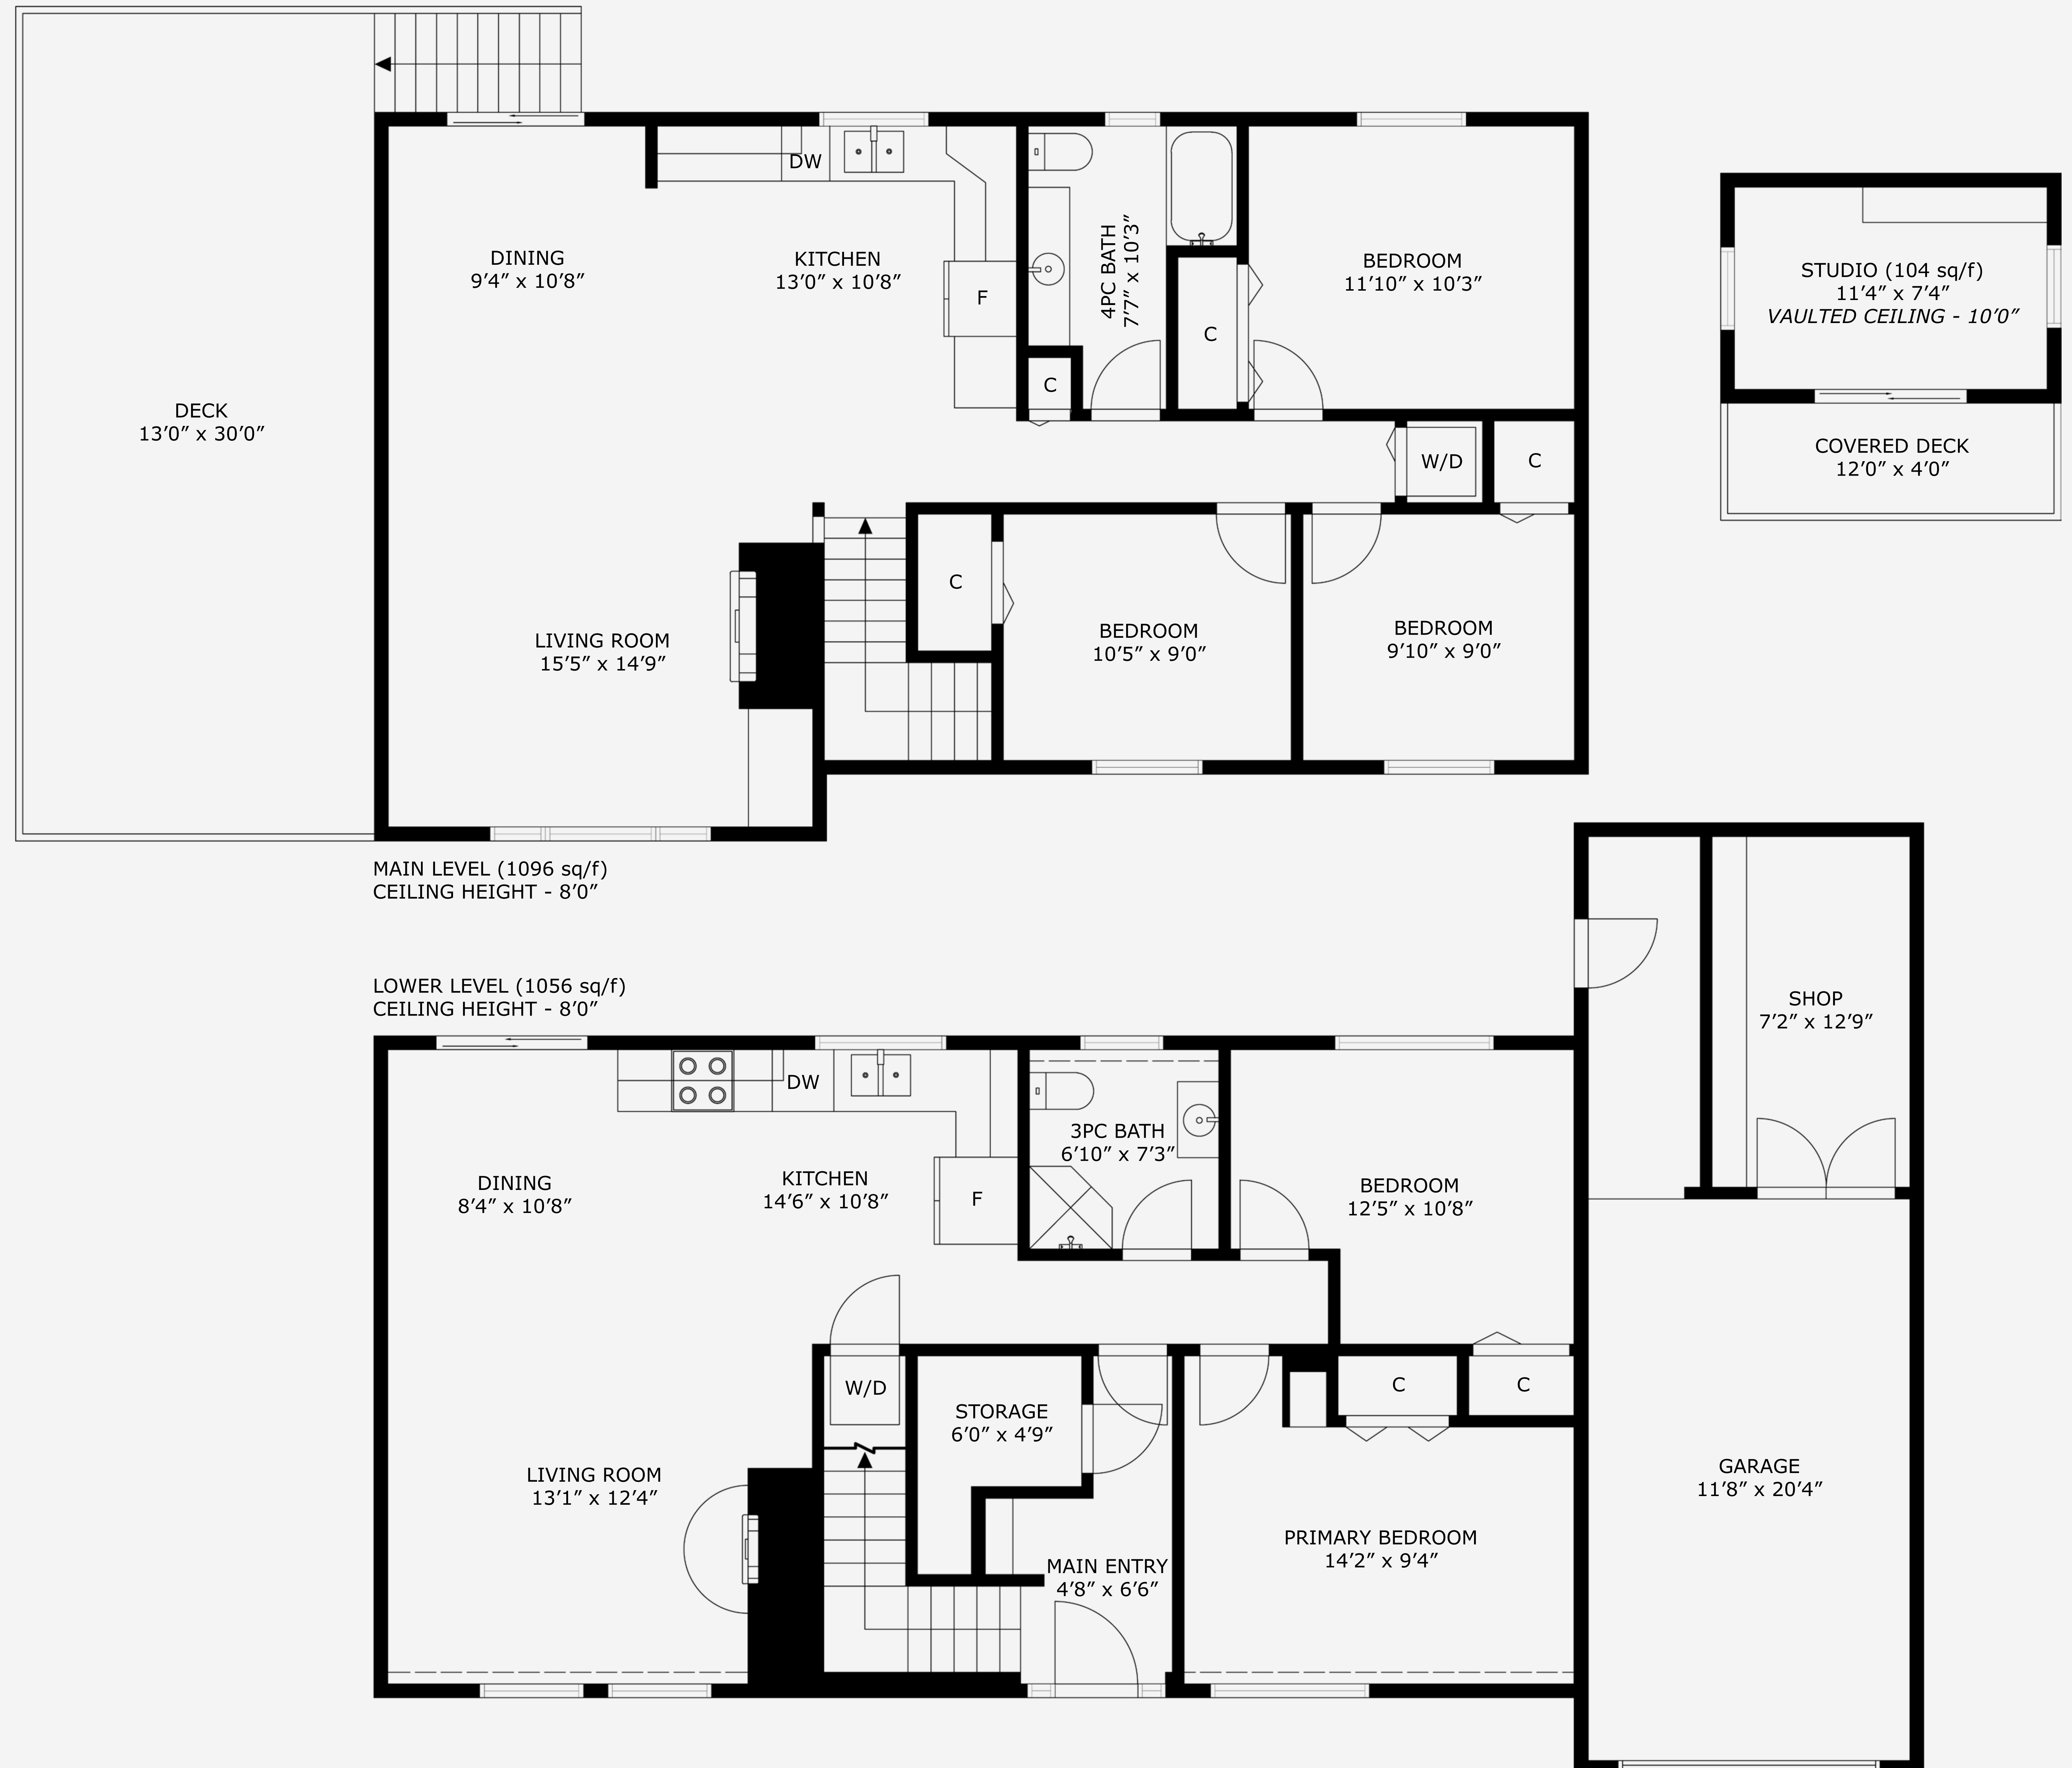 DW
DINING
9'4" x 10'8"
KITCHEN
13'0" x 10'8"
F
4PC BATH
7'7" x 10'3"
C
C
BEDROOM
11'10" x 10'3"
DECK
13'0" x 30'0"
W/D
C
C
LIVING ROOM
15'5" x 14'9"
BEDROOM
10'5" x 9'0"
BEDROOM
9'10" x 9'0"
STUDIO (104 sq/f)
11'4" x 7'4"
VAULTED CEILING - 10'0"
COVERED DECK
12'0" x 4'0"
MAIN LEVEL (1096 sq/f)
CEILING HEIGHT - 8'0"
LOWER LEVEL (1056 sq/f)
CEILING HEIGHT - 8'0"
DW
DINING
8'4" x 10'8"
KITCHEN
14'6" x 10'8"
F
3PC BATH
6'10" x 7'3"
BEDROOM
12'5" x 10'8"
SHOP
7'2" x 12'9"
W/D
STORAGE
6'0" x 4'9"
C
C
LIVING ROOM
13'1" x 12'4"
MAIN ENTRY
4'8" x 6'6"
PRIMARY BEDROOM
14'2" x 9'4"
GARAGE
11'8" x 20'4"